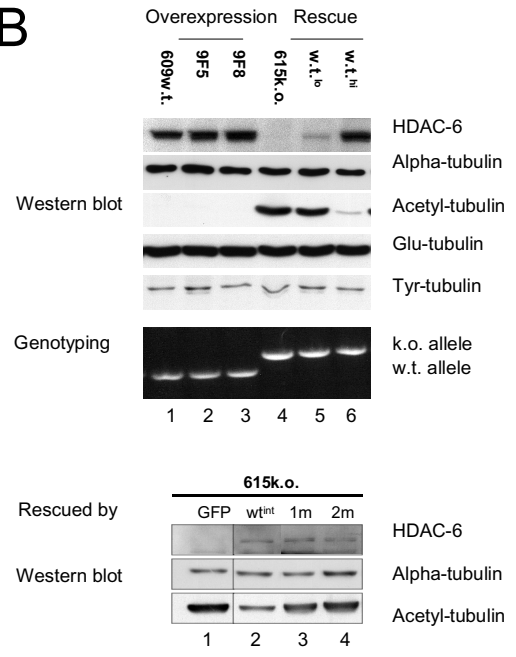 B
Overexpression Rescue
609w.t. 9F5 9F8 615k.o. w.t.lo w.t.hi
HDAC-6
Alpha-tubulin
Western blot Acetyl-tubulin
Glu-tubulin
Tyr-tubulin
Genotyping k.o. allele
w.t. allele
1 2 3 4 5 6
615k.o.
Rescued by GFP wtint 1m 2m
HDAC-6
Western blot Alpha-tubulin
Acetyl-tubulin
1 2 3 4